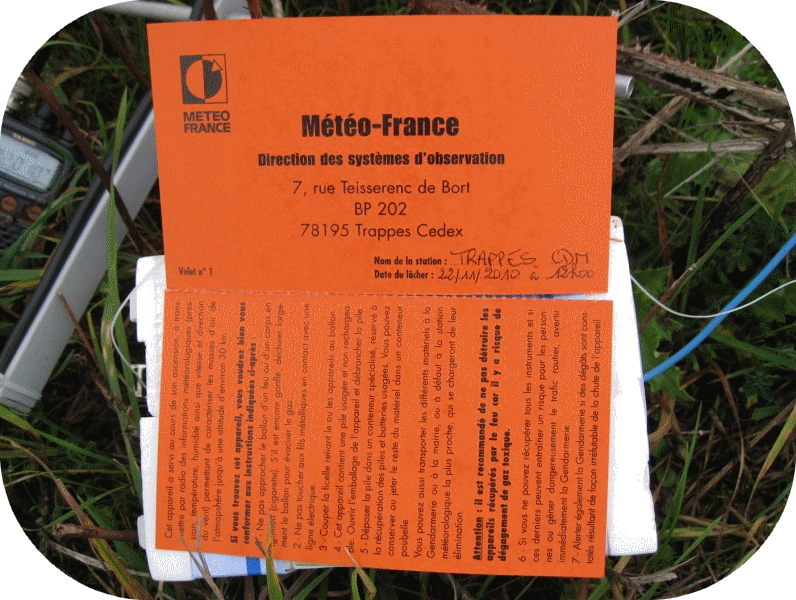 METEO
FRANCE
Météo-France
Direction des systèmes d'observation
7, rue Teisserenc de Bort
BP 202
78195 Trappes Cedex
Nom de la station : TRAPPES CDM
Volet n° 1
Date du lâcher : 22/11/2010 à 12h00
Cet appareil a servi au cours de son ascension, à trans-
mettre par radio des informations météorologiques (pres-
sion, température, humidité ainsi que vitesse et direction
du vent) permettant de caractériser les masses d'air de
l'atmosphère jusqu'à une altitude d'environ 30 km.
Si vous trouvez cet appareil, vous voudrez bien vous
conformer aux instructions indiquées ci-après :
1 - Ne pas approcher le ballon d'un feu ou d'un corps en
ignition (cigarette). S'il est encore gonflé, déchirer large-
ment le ballon pour évacuer le gaz.
2 - Ne pas toucher aux fils métalliques en contact avec une
ligne électrique.
3 - Couper la ficelle reliant le ou les appareils au ballon.
4 - Cet appareil contient une pile usagée et non rechargea-
ble. Ouvrir l'emballage de l'appareil et débrancher la pile.
5 - Déposer la pile dans un conteneur spécialisé, réservé à
la récupération des piles et batteries usagées. Vous pouvez
conserver ou jeter le reste du matériel dans un conteneur
poubelle.
Vous pouvez aussi transporter les différents matériels à la
Gendarmerie ou à la mairie, ou à défaut à la station
météorologique la plus proche, qui se chargeront de leur
élimination.
Attention : il est recommandé de ne pas détruire les
appareils récupérés par le feu car il y a risque de
dégagement de gaz toxique.
6 - Si vous ne pouvez récupérer tous les instruments et si
ces derniers peuvent entraîner un risque pour les person-
nes ou gêner dangereusement le trafic routier, avertir
immédiatement la Gendarmerie.
7 - Alerter également la Gendarmerie si des dégâts sont cons-
tatés résultant de façon irréfutable de la chute de l'appareil.